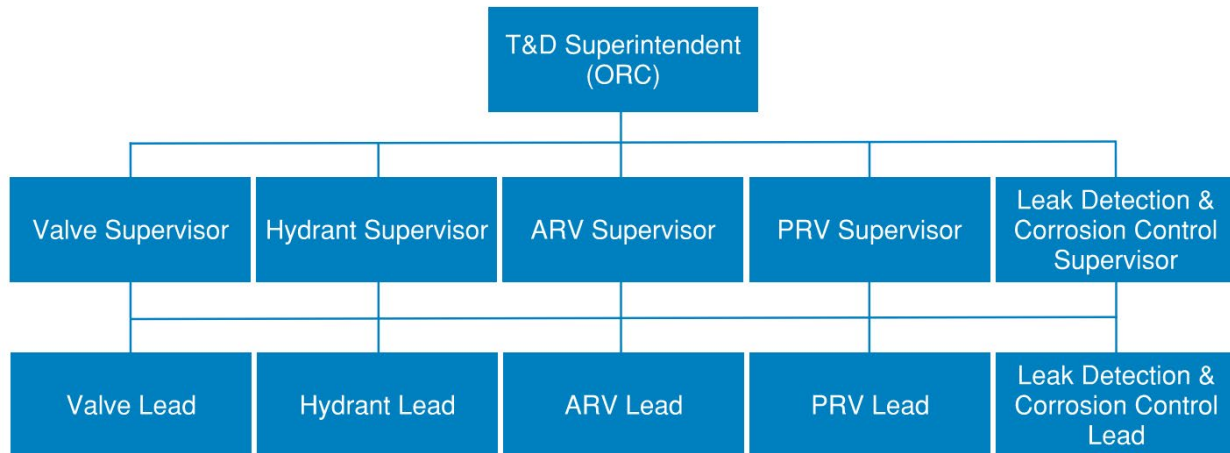 T&D Superintendent
(ORC)
Valve Supervisor
Hydrant Supervisor
ARV Supervisor
PRV Supervisor
Leak Detection &
Corrosion Control
Supervisor
Valve Lead
Hydrant Lead
ARV Lead
PRV Lead
Leak Detection &
Corrosion Control
Lead